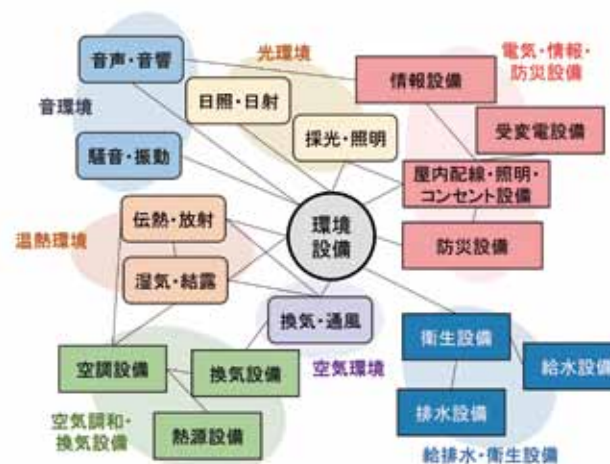 音声・音響
光環境
電気・情報・
防災設備
情報設備
日照・日射
音環境
採光・照明
受変電設備
騒音・振動
屋内配線・照明・
コンセント設備
伝熱・放射
環境
設備
温熱環境
防災設備
湿気・結露
換気・通風
衛生設備
空調設備
換気設備
空気環境
給水設備
排水設備
空気調和・
換気設備
熱源設備
給排水・衛生設備